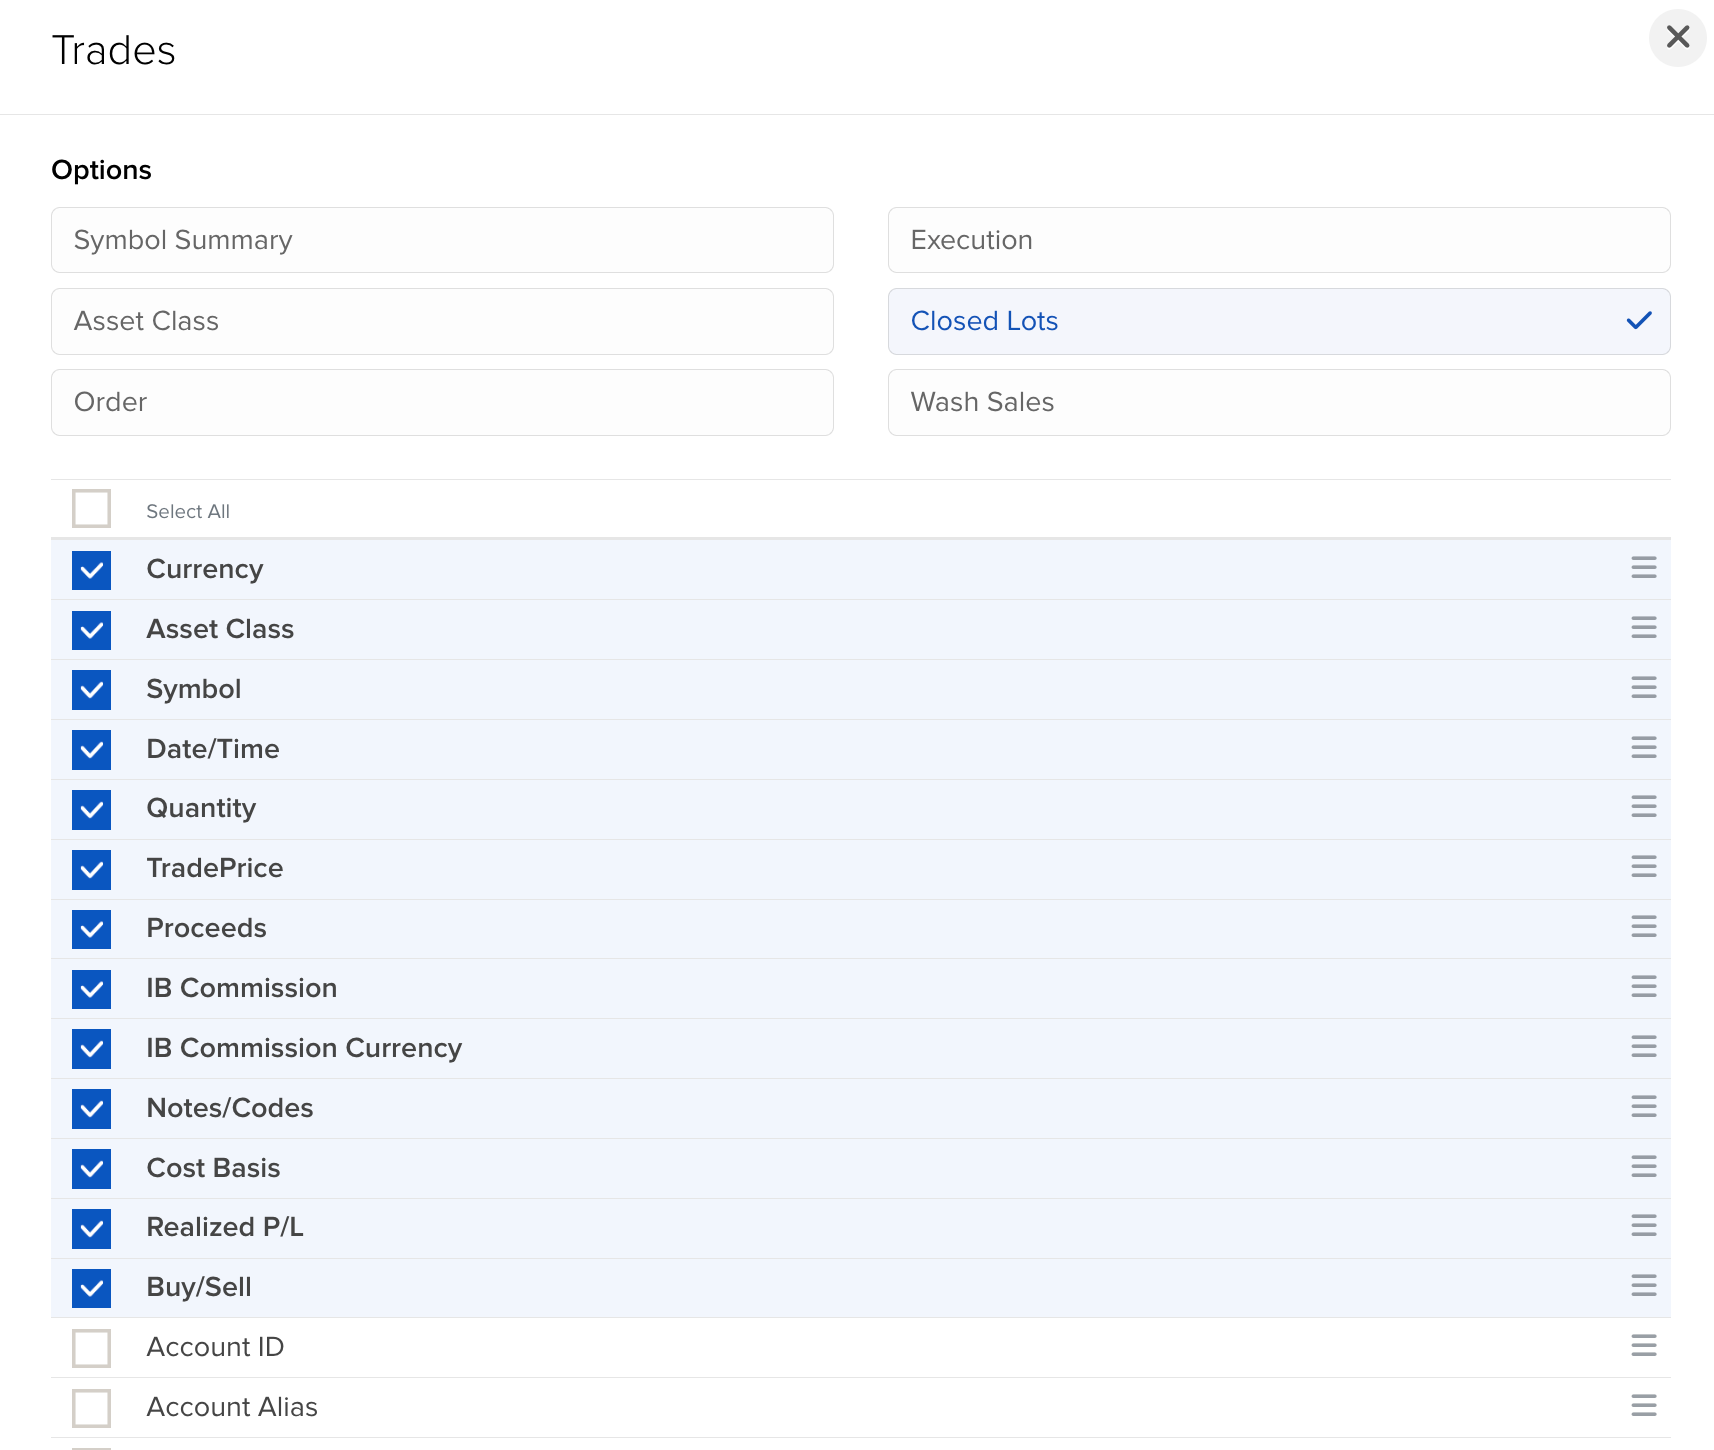 Trades
Options
Symbol Summary
Execution
Asset Class
Closed Lots
Order
Wash Sales
Select All
Currency
Asset Class
Symbol
Date/Time
Quantity
TradePrice
Proceeds
IB Commission
IB Commission Currency
Notes/Codes
Cost Basis
Realized P/L
Buy/Sell
Account ID
Account Alias